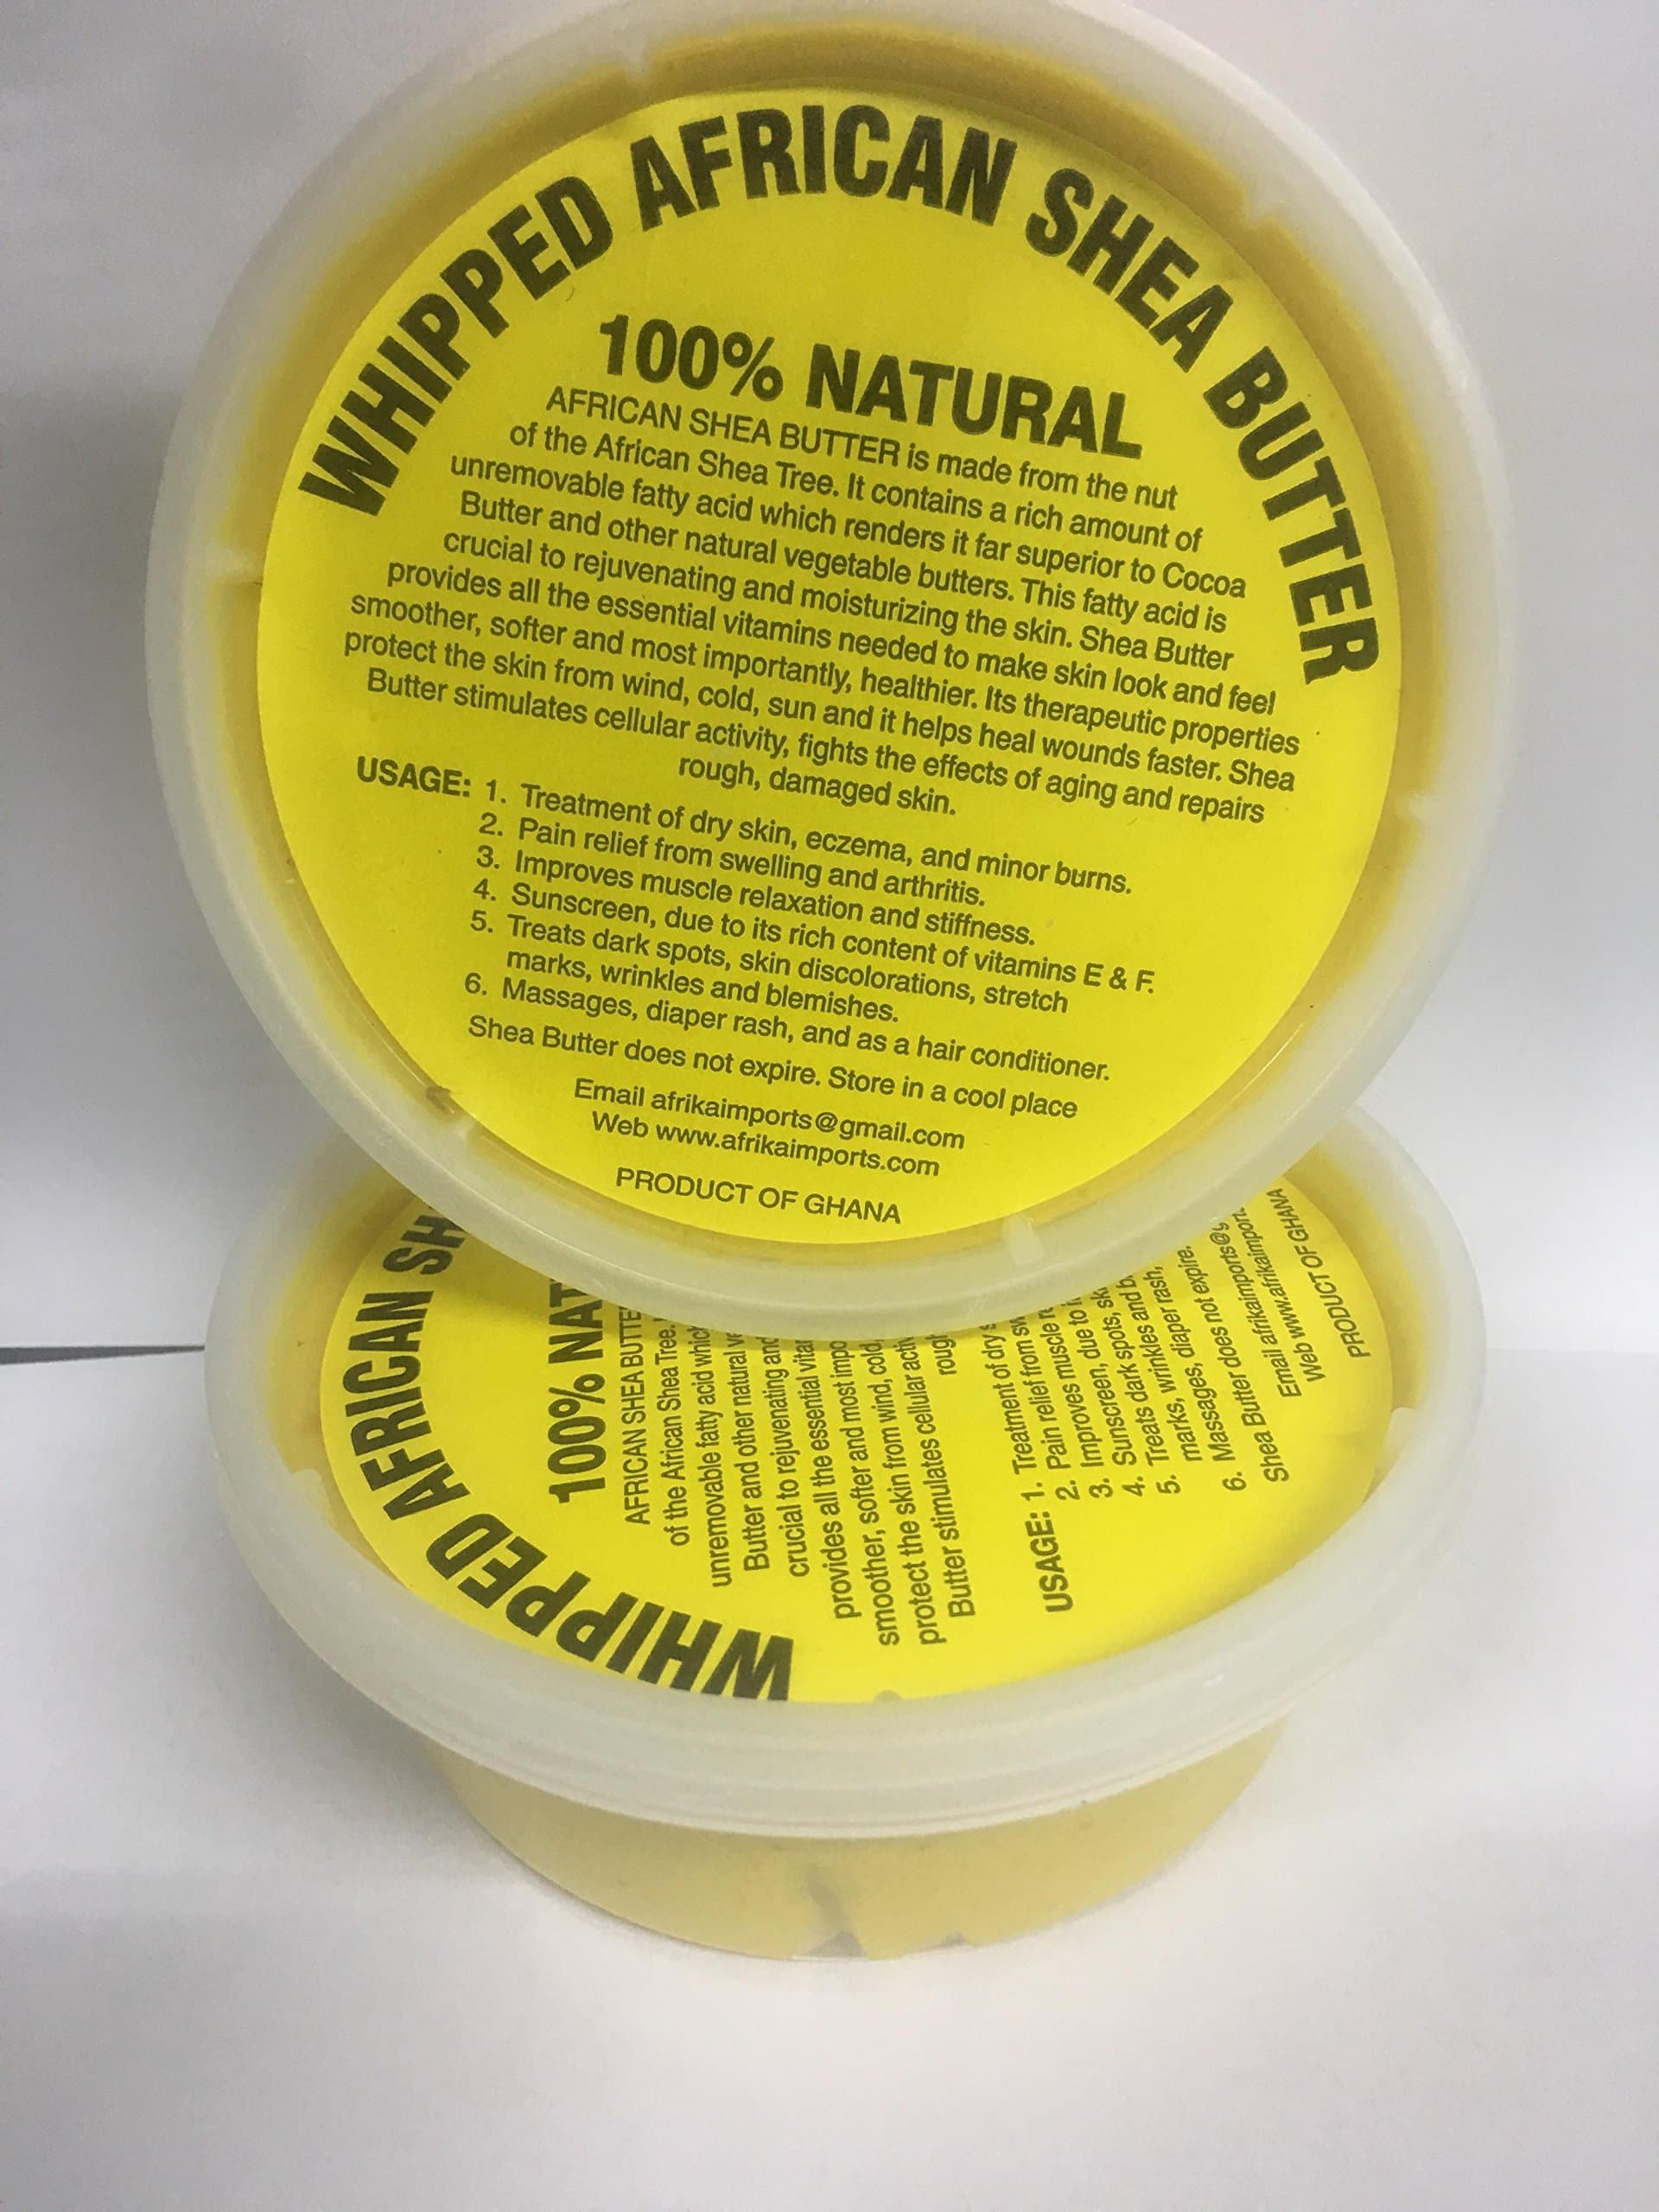 WHIPPED AFRICAN SHEA BUTTER
100% NATURAL
AFRICAN SHEA BUTTER is made from the nut
of the African Shea Tree. It contains a rich amount of
unremovable fatty acid which renders it far superior to Cocoa
Butter and other natural vegetable butters. This fatty acid is
crucial to rejuvenating and moisturizing the skin. Shea Butter
provides all the essential vitamins needed to make skin look and feel
smoother, softer and most importantly, healthier. Its therapeutic properties
protect the skin from wind, cold, sun and it helps heal wounds faster. Shea
Butter stimulates cellular activity, fights the effects of aging and repairs
rough, damaged skin.
USAGE: 1. Treatment of dry skin, eczema, and minor burns.
2. Pain relief from swelling and arthritis.
3. Improves muscle relaxation and stiffness.
4. Sunscreen, due to its rich content of vitamins E & F.
5. Treats dark spots, skin discolorations, stretch
marks, wrinkles and blemishes.
6. Massages, diaper rash, and as a hair conditioner.
Shea Butter does not expire. Store in a cool place
Email afrikaimports@gmail.com
Web www.afrikaimports.com
PRODUCT OF GHANA
WHIPPED AFRICAN SH
100% NAT
AFRICAN SHEA BUTTE
of the African Shea Tree.
unremovable fatty acid which
Butter and other natural ve
crucial to rejuvenating and
provides all the essential vitam
smoother, softer and most impo
protect the skin from wind, cold,
Butter stimulates cellular activ
rough
USAGE: 1. Treatment of dry s
2. Pain relief from sw
3. Improves muscle r
4. Sunscreen, due to
5. Treats dark spots, sk
marks, wrinkles and b
6. Massages, diaper rash,
Shea Butter does not expire.
Email afrikaimports@g
Web www.afrikaimport
PRODUCT OF GHANA